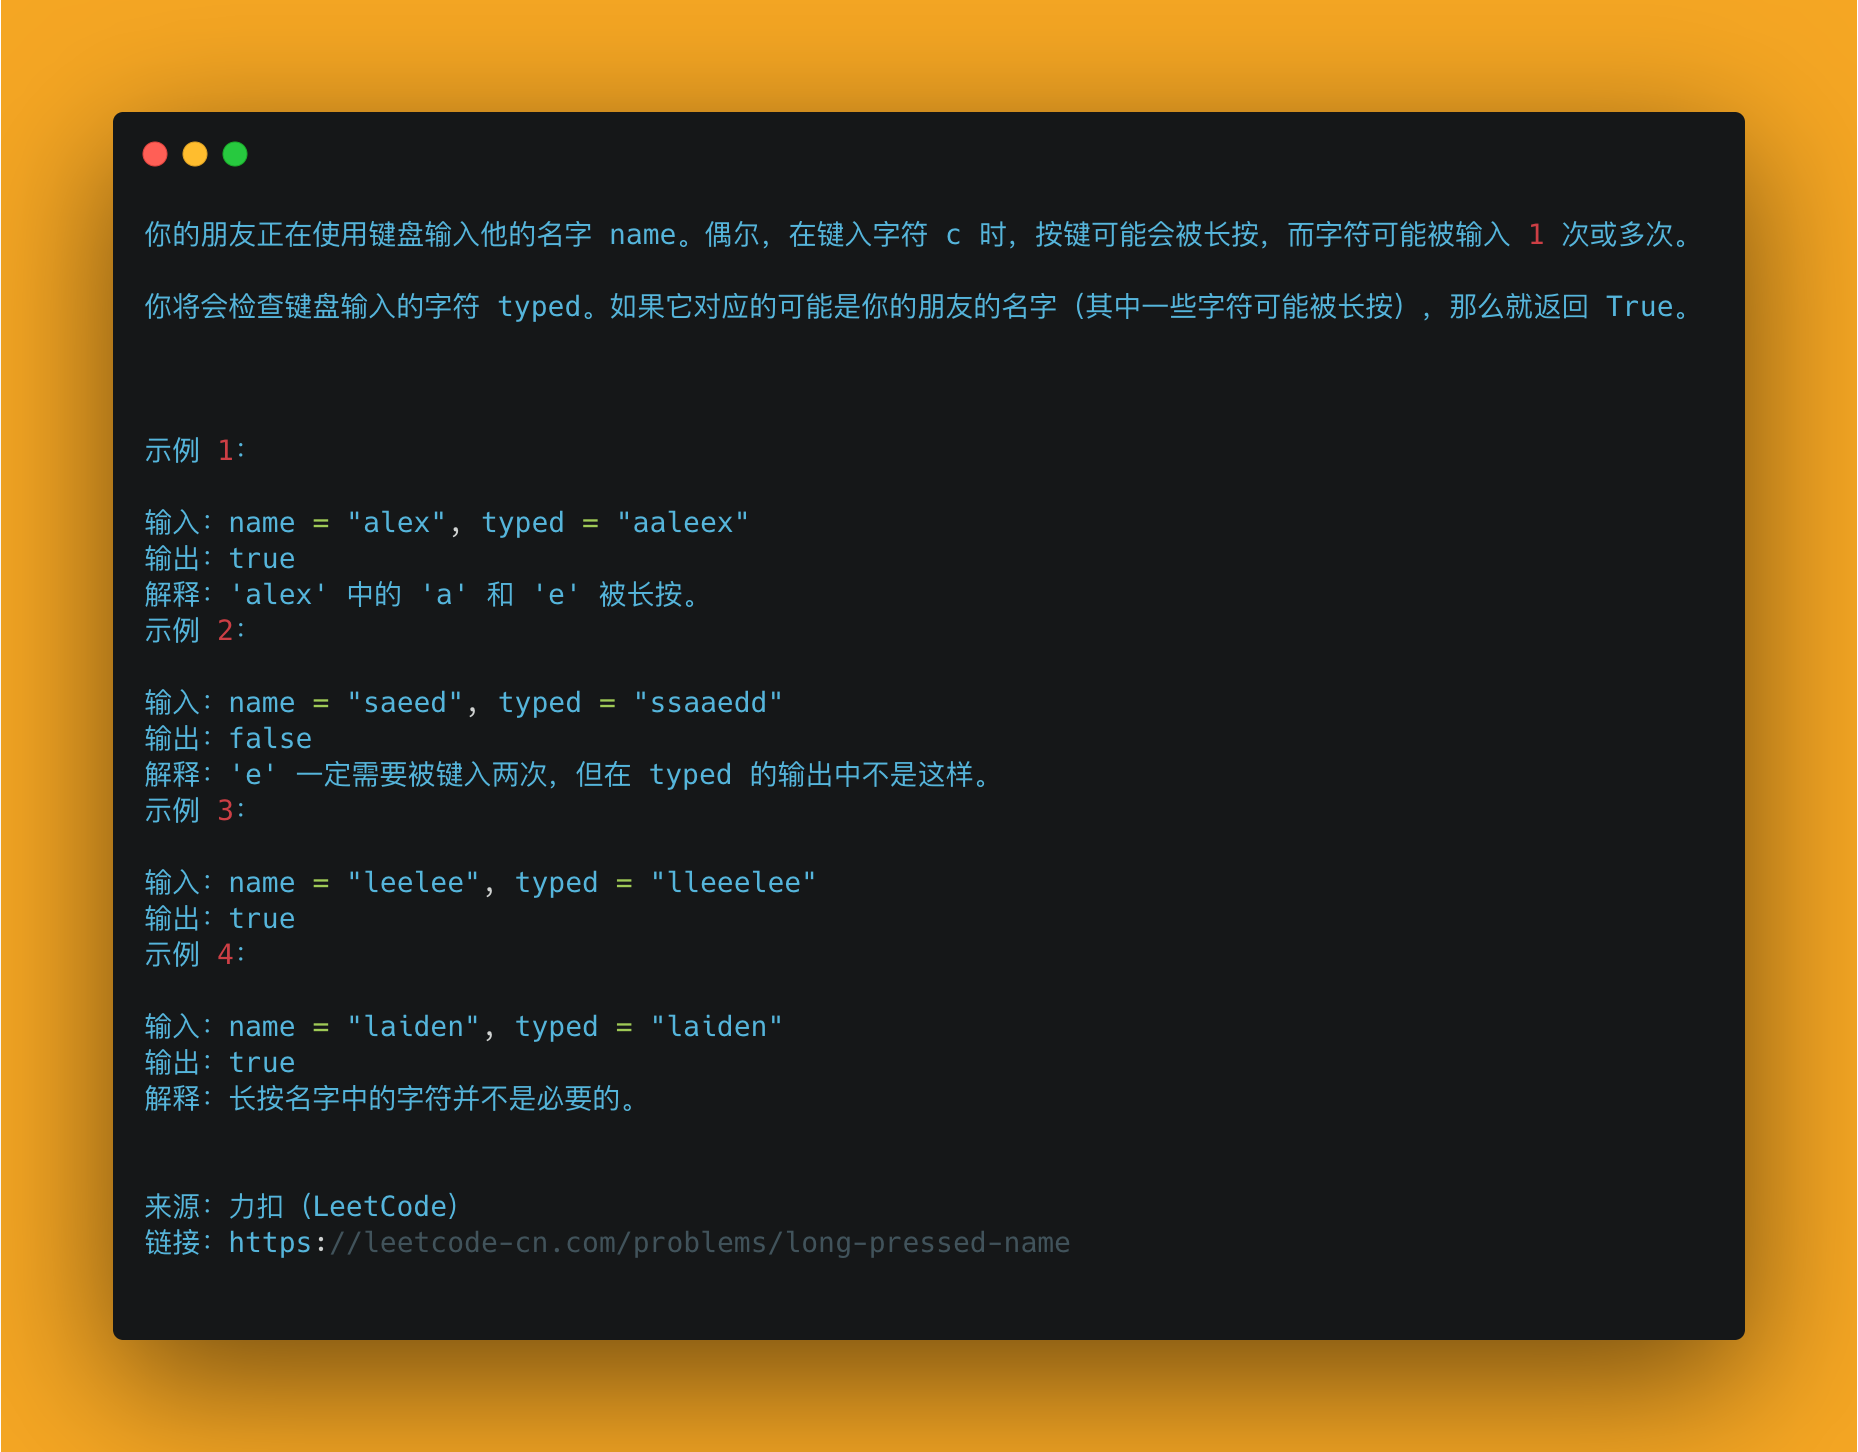 你的朋友正在使用键盘输入他的名字 name。偶尔，在键入字符 c 时，按键可能会被长按，而字符可能被输入 1 次或多次。
你将会检查键盘输入的字符 typed。如果它对应的可能是你的朋友的名字（其中一些字符可能被长按），那么就返回 True。
示例 1：
输入：name = "alex", typed = "aaleex"
输出：true
解释：'alex' 中的 'a' 和 'e' 被长按。
示例 2：
输入：name = "saeed", typed = "ssaaedd"
输出：false
解释：'e' 一定需要被键入两次，但在 typed 的输出中不是这样。
示例 3：
输入：name = "leelee", typed = "lleeelee"
输出：true
示例 4：
输入：name = "laiden", typed = "laiden"
输出：true
解释：长按名字中的字符并不是必要的。
来源：力扣（LeetCode）
链接：https://leetcode-cn.com/problems/long-pressed-name